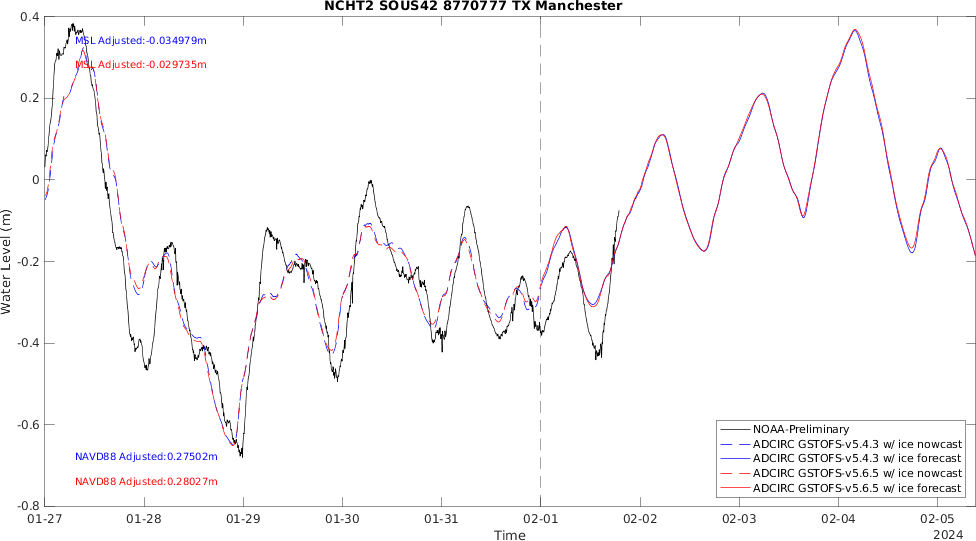 NCHT2 SOUS42 8770777 TX Manchester
0.4
0.2
0
-0.2
-0.4
-0.6
-0.8
Water Level (m)
MSL Adjusted:-0.034979m
MSL Adjusted:-0.029735m
NAVD88 Adjusted:0.27502m
NAVD88 Adjusted:0.28027m
NOAA-Preliminary
ADCIRC GSTOFS-v5.4.3 w/ ice nowcast
ADCIRC GSTOFS-v5.4.3 w/ ice forecast
ADCIRC GSTOFS-v5.6.5 w/ ice nowcast
ADCIRC GSTOFS-v5.6.5 w/ ice forecast
01-27 01-28 01-29 01-30 01-31 02-01 02-02 02-03 02-04 02-05
Time
2024